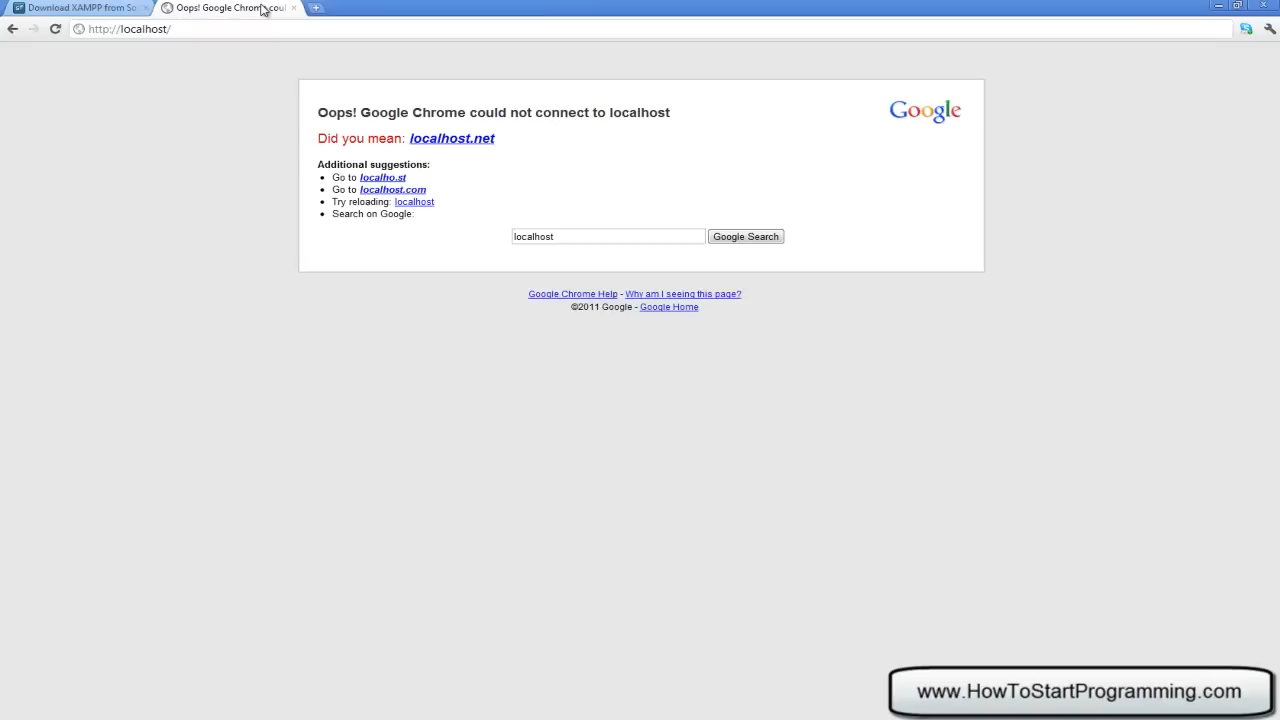 Download XAMPP from So
Oops! Google Chrome coul
http://localhost/
Oops! Google Chrome could not connect to localhost
Google
Did you mean: localhost.net
Additional suggestions:
Go to localho.st
Go to localhost.com
Try reloading: localhost
Search on Google:
localhost
Google Search
Google Chrome Help - Why am I seeing this page?
©2011 Google - Google Home
www.HowToStartProgramming.com